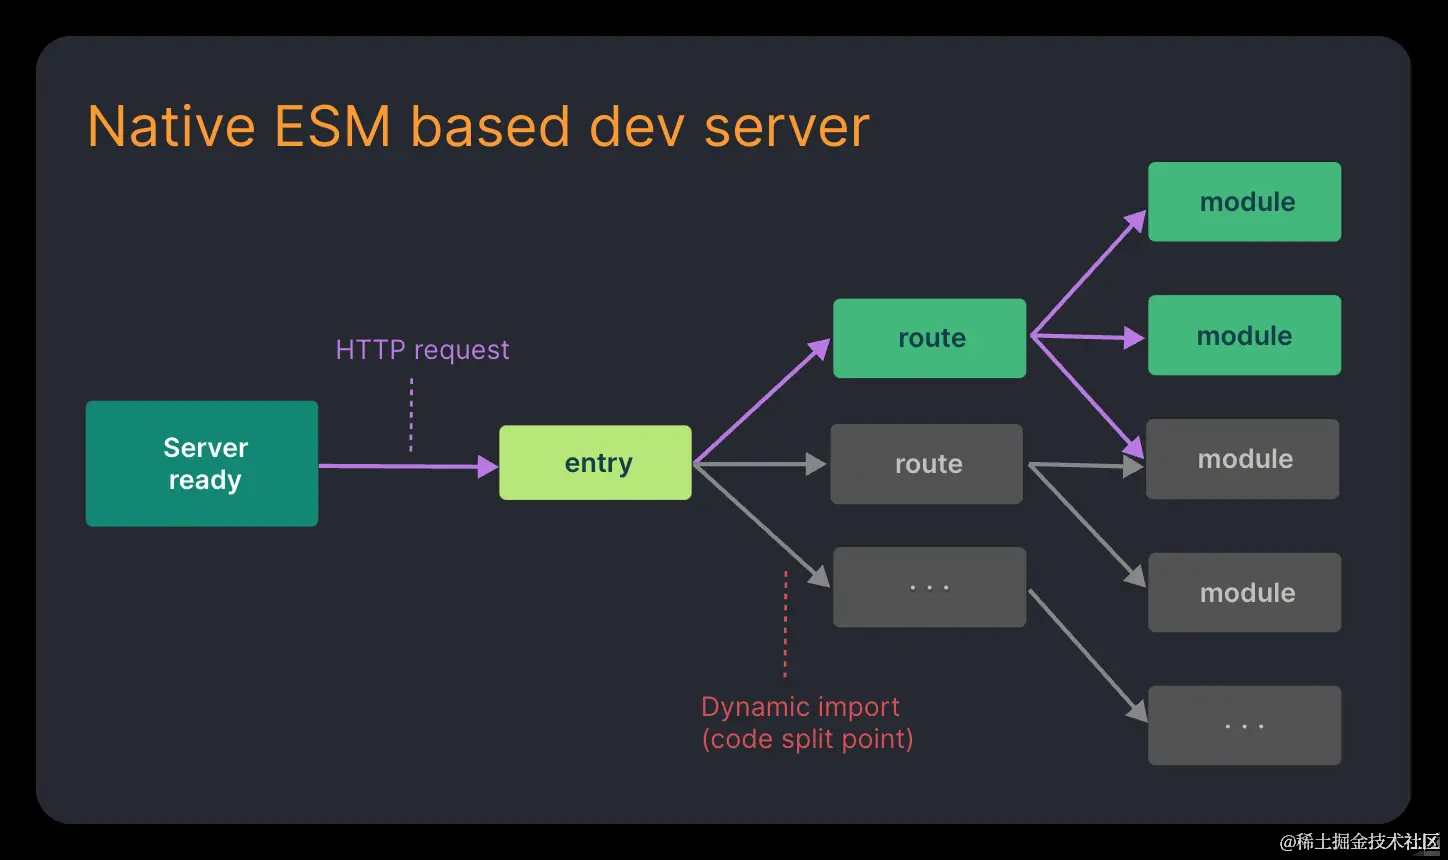 Native ESM based dev server
module
HTTP request
route
module
Server
ready
entry
route
module
· · ·
module
Dynamic import
(code split point)
· · ·
@稀土掘金技术社区